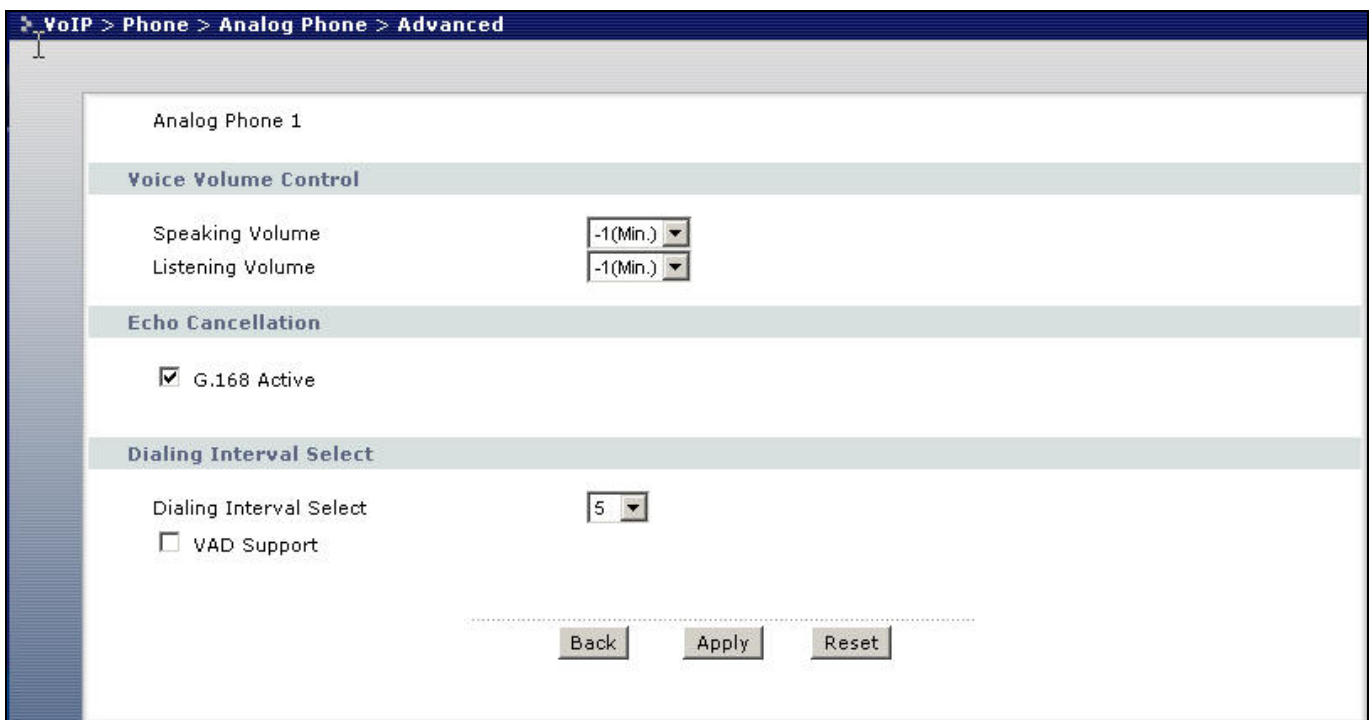 VoIP > Phone > Analog Phone > Advanced
Analog Phone 1
Voice Volume Control
Speaking Volume -1(Min.)
Listening Volume -1(Min.)
Echo Cancellation
G.168 Active
Dialing Interval Select
Dialing Interval Select 5
VAD Support
Back Apply Reset